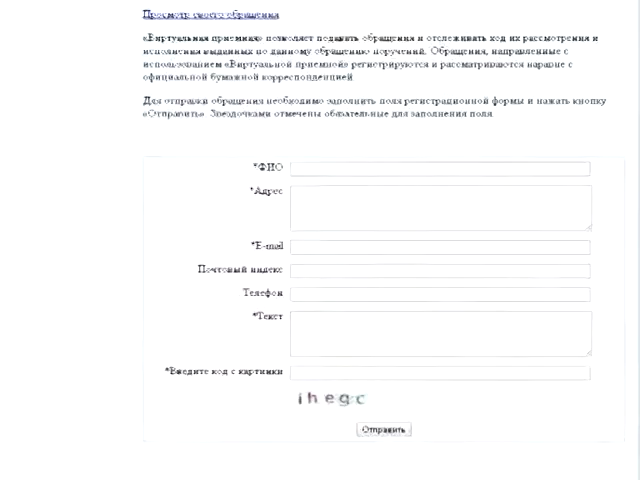 Просмотр своего обращения
«Виртуальная приемная» позволяет подавать обращения и отслеживать ход их рассмотрения и
исполнения выданных по данному обращению поручений. Обращения, направленные с
использованием «Виртуальной приемной» регистрируются и рассматриваются наравне с
официальной бумажной корреспонденцией.
Для отправки обращения необходимо заполнить поля регистрационной формы и нажать кнопку
«Отправить». Звездочками отмечены обязательные для заполнения поля.
*ФИО
*Адрес
*E-mail
Почтовый индекс
Телефон
*Текст
*Введите код с картинки
ihegc
Отправить